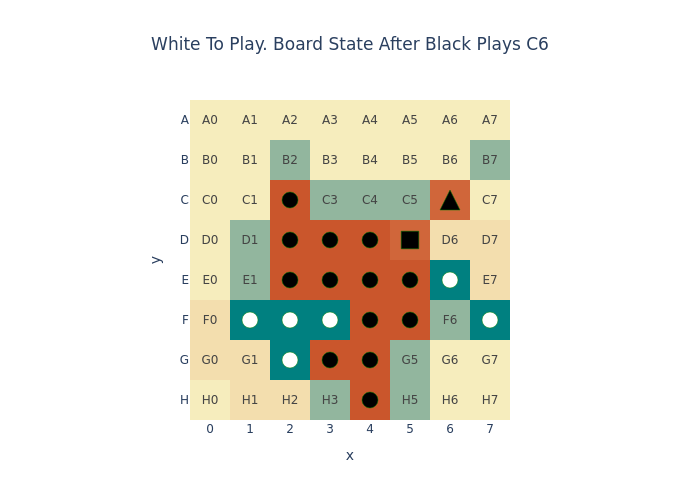 White To Play. Board State After Black Plays C6
A A0 A1 A2 A3 A4 A5 A6 A7
B B0 B1 B2 B3 B4 B5 B6 B7
C C0 C1 C3 C4 C5 C7
D D0 D1 D6 D7
E E0 E1 E7
F F0 F6
G G0 G1 G5 G6 G7
H H0 H1 H2 H3 H5 H6 H7
0 1 2 3 4 5 6 7
x
y